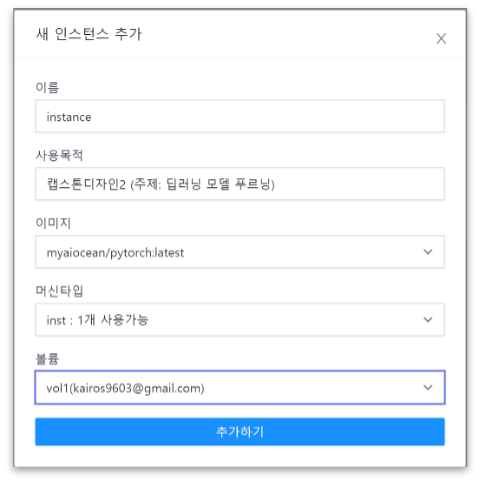 새 인스턴스 추가
이름
instance
사용목적
캡스톤디자인2 (주제: 딥러닝 모델 푸르닝)
이미지
myaiocean/pytorch:latest
머신타입
inst : 1개 사용가능
볼륨
vol1(kairos9603@gmail.com)
추가하기